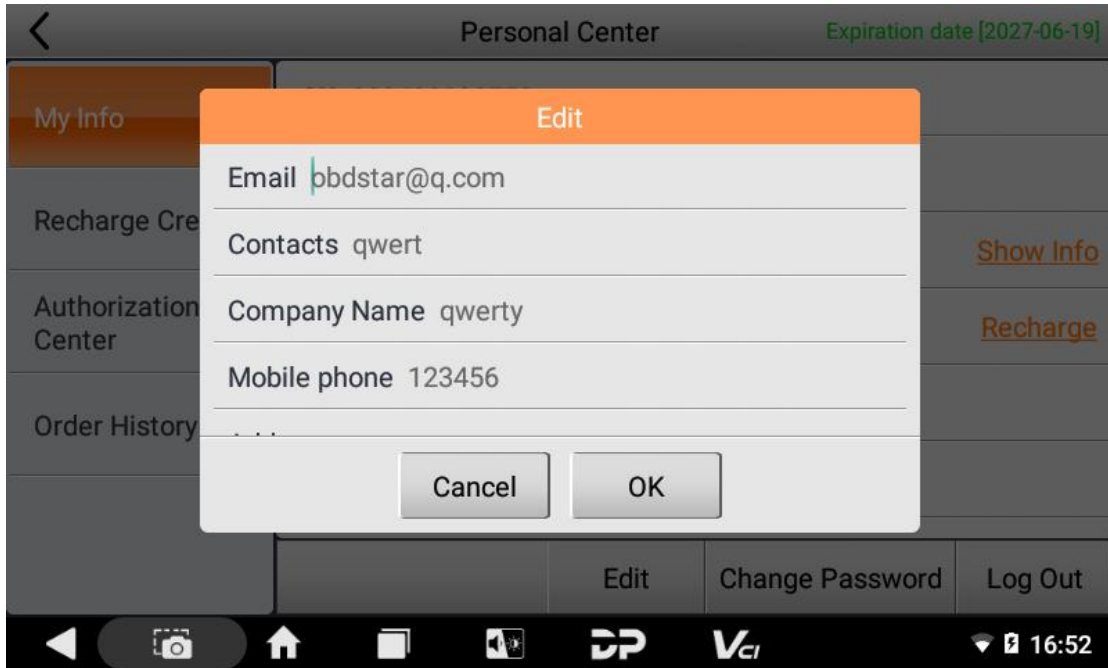 Personal Center
Expiration date [2027-06-19]
My Info
Edit
Email obdstar@q.com
Contacts qwert
Company Name qwerty
Mobile phone 123456
Recharge Cre
Authorization
Center
Order History
Show Info
Recharge
Cancel
OK
Edit
Change Password
Log Out
DP
VCI
16:52